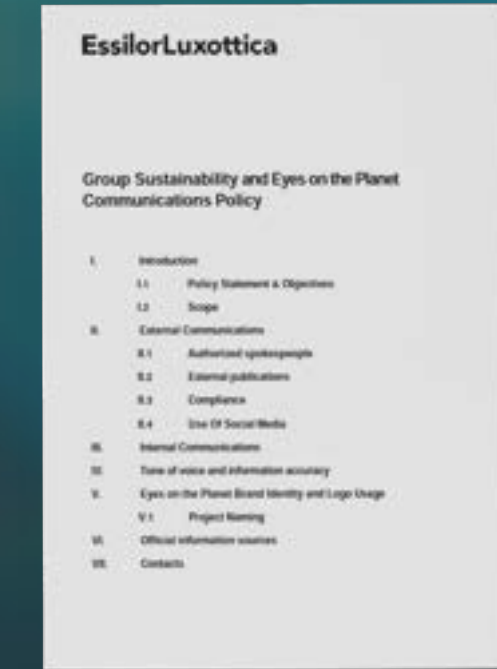 EssilorLuxottica
Group Sustainability and Eyes on the Planet
Communications Policy
I. Introduction
I.1 Policy Statement & Objectives
I.2 Scope
II. External Communications
II.1 Authorized spokespeople
II.2 External publications
II.3 Compliance
II.4 Use Of Social Media
III. Internal Communications
IV. Tone of voice and information accuracy
V. Eyes on the Planet Brand Identity and Logo Usage
V.1 Project Naming
VI. Official information sources
VII. Contacts